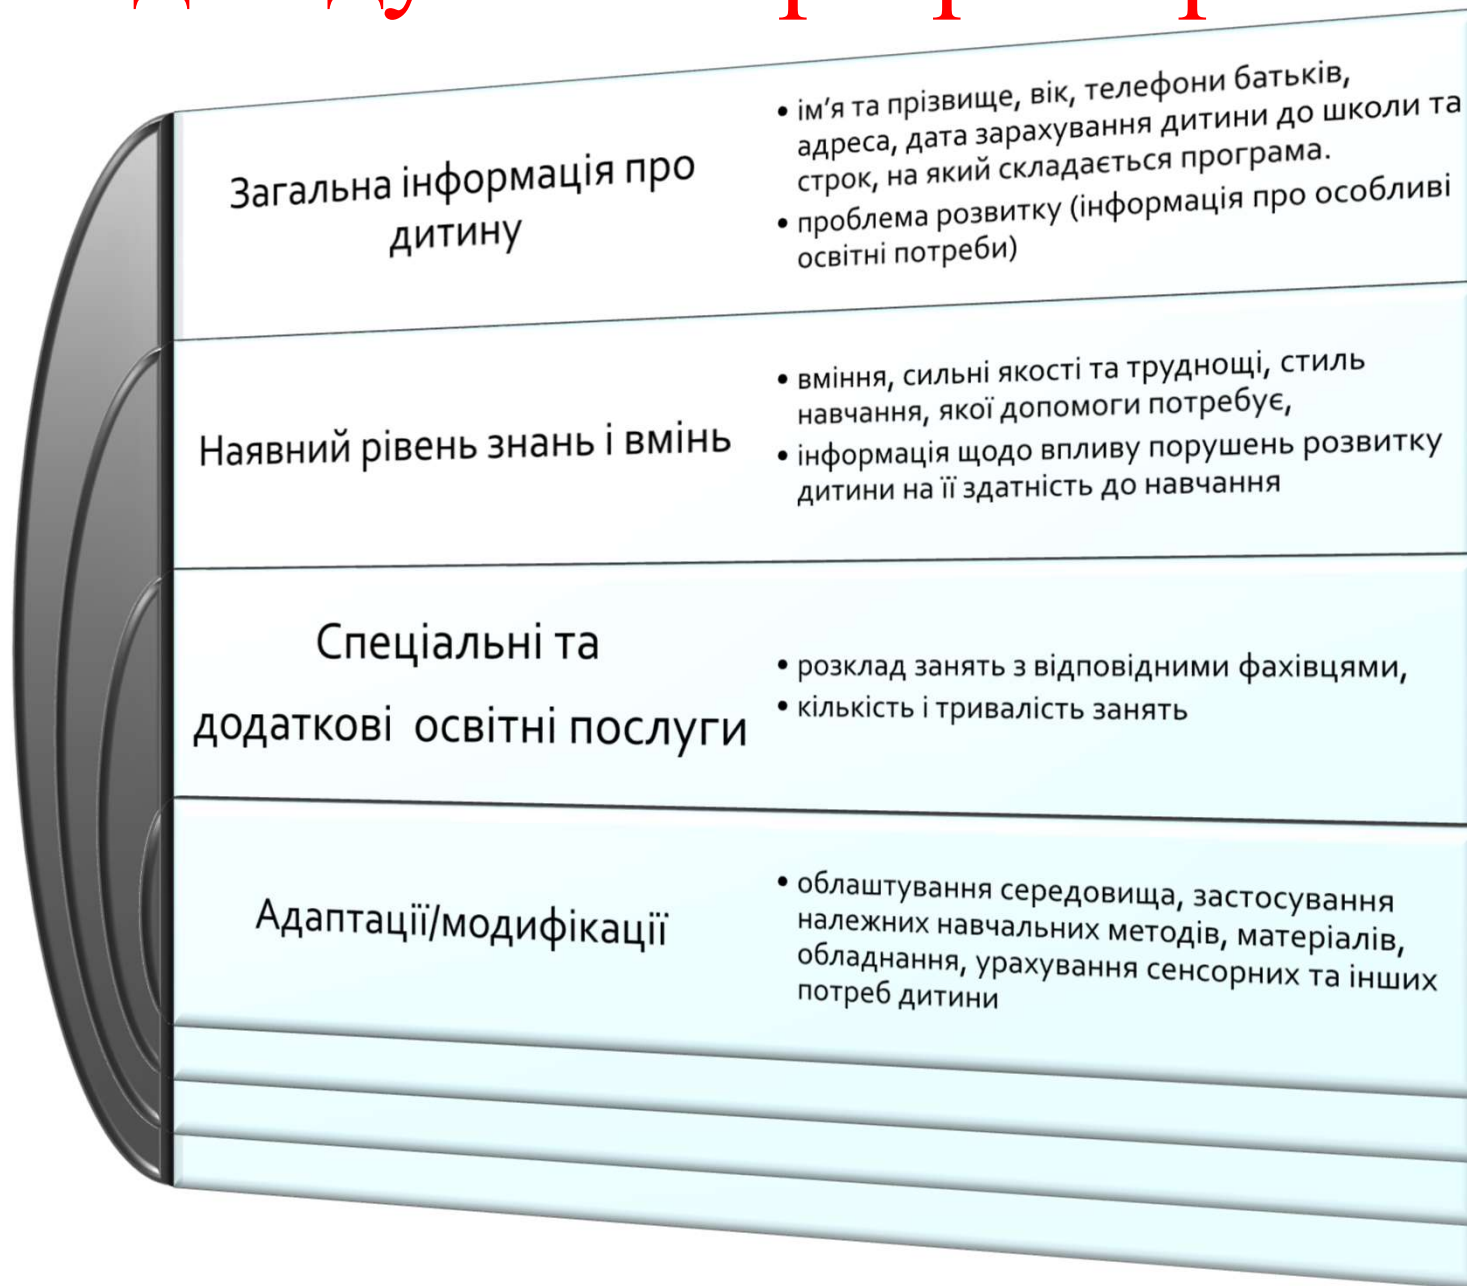 Загальна інформація про
дитину
• ім’я та прізвище, вік, телефони батьків,
адреса, дата зарахування дитини до школи та
строк, на який складається програма.
• проблема розвитку (інформація про особливі
освітні потреби)
Наявний рівень знань і вмінь
• вміння, сильні якості та труднощі, стиль
навчання, якої допомоги потребує,
• інформація щодо впливу порушень розвитку
дитини на її здатність до навчання
Спеціальні та
додаткові освітні послуги
• розклад занять з відповідними фахівцями,
• кількість і тривалість занять
Адаптації/модифікації
• облаштування середовища, застосування
належних навчальних методів, матеріалів,
обладнання, урахування сенсорних та інших
потреб дитини